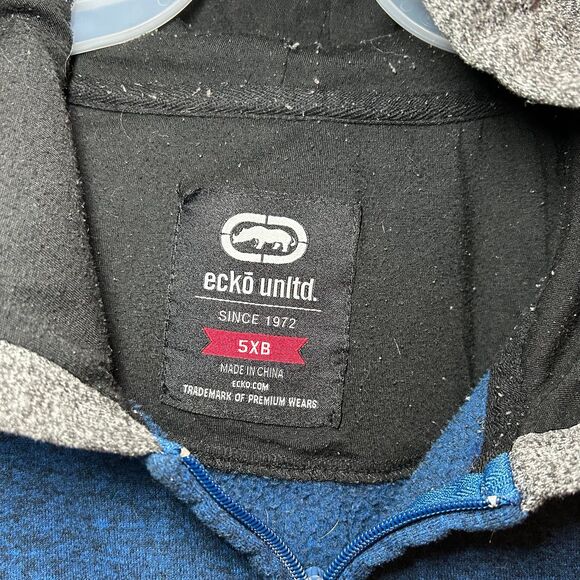 eckō unltd.
SINCE 1972
5XB
MADE IN CHINA
ECKO.COM
TRADEMARK OF PREMIUM WEARS